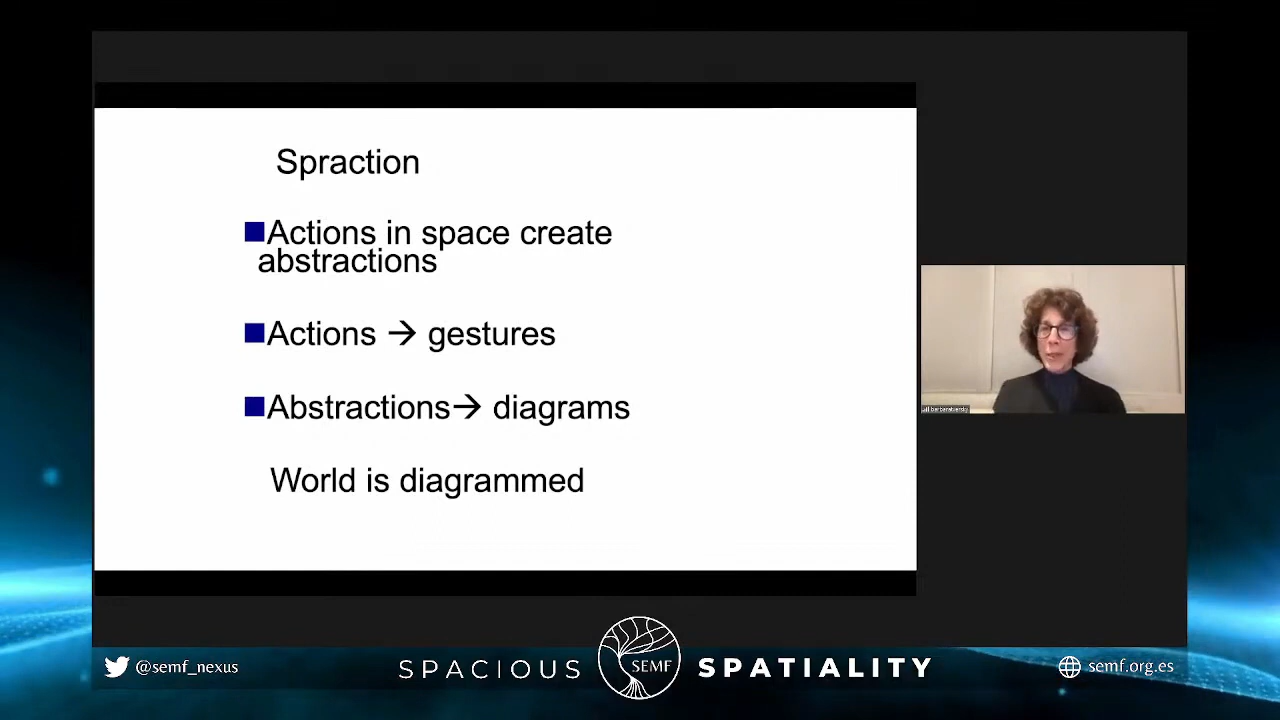 Spraction
■Actions in space create
abstractions
■Actions → gestures
■Abstractions→ diagrams
World is diagrammed
@semf_nexus
SPACIOUS
SEMF
SPATIALITY
semf.org.es